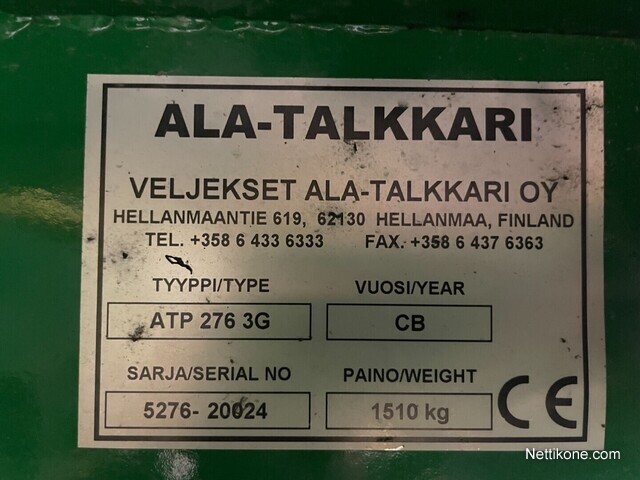 ALA-TALKKARI
VELJEKSET ALA-TALKKARI OY
HELLANMAANTIE 619, 62130 HELLANMAA, FINLAND
TEL. +358 6 433 6333 FAX. +358 6 437 6363
TYYPPI/TYPE VUOSI/YEAR
ATP 276 3G CB
SARJA/SERIAL NO PAINO/WEIGHT
5276- 20024 1510 kg CE
Nettikone.com